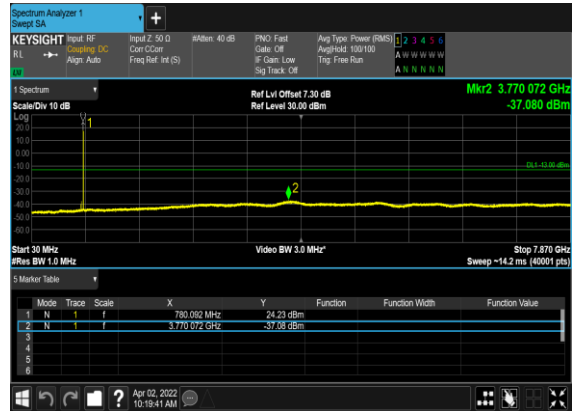 Spectrum Analyzer 1
Swept SA
KEYSIGHT Input: RF Input Z: 50 Ω #Atten: 40 dB PNO: Fast Avg Type: Power (RMS) 1 2 3 4 5 6
RL Coupling: DC Corr CCorr Gate: Off Avg|Hold: 100/100 A W W W W W
Align: Auto Freq Ref: Int (S) IF Gain: Low Trig: Free Run
LW Sig Track: Off A N N N N N
1 Spectrum Ref Lvl Offset 7.30 dB Mkr2 3.770 072 GHz
Scale/Div 10 dB Ref Level 30.00 dBm -37.080 dBm
Log
20.0 1
10.0
0.00
-10.0 DL1 -13.00 dBm
-20.0
-30.0 2
-40.0
-50.0
-60.0
Start 30 MHz Video BW 3.0 MHz* Stop 7.870 GHz
#Res BW 1.0 MHz Sweep ~14.2 ms (40001 pts)
5 Marker Table
Mode Trace Scale X Y Function Function Width Function Value
1 N 1 f 780.092 MHz 24.23 dBm
2 N 1 f 3.770 072 MHz -37.08 dBm
3
4
5
6
? Apr 02, 2022
10:19:41 AM